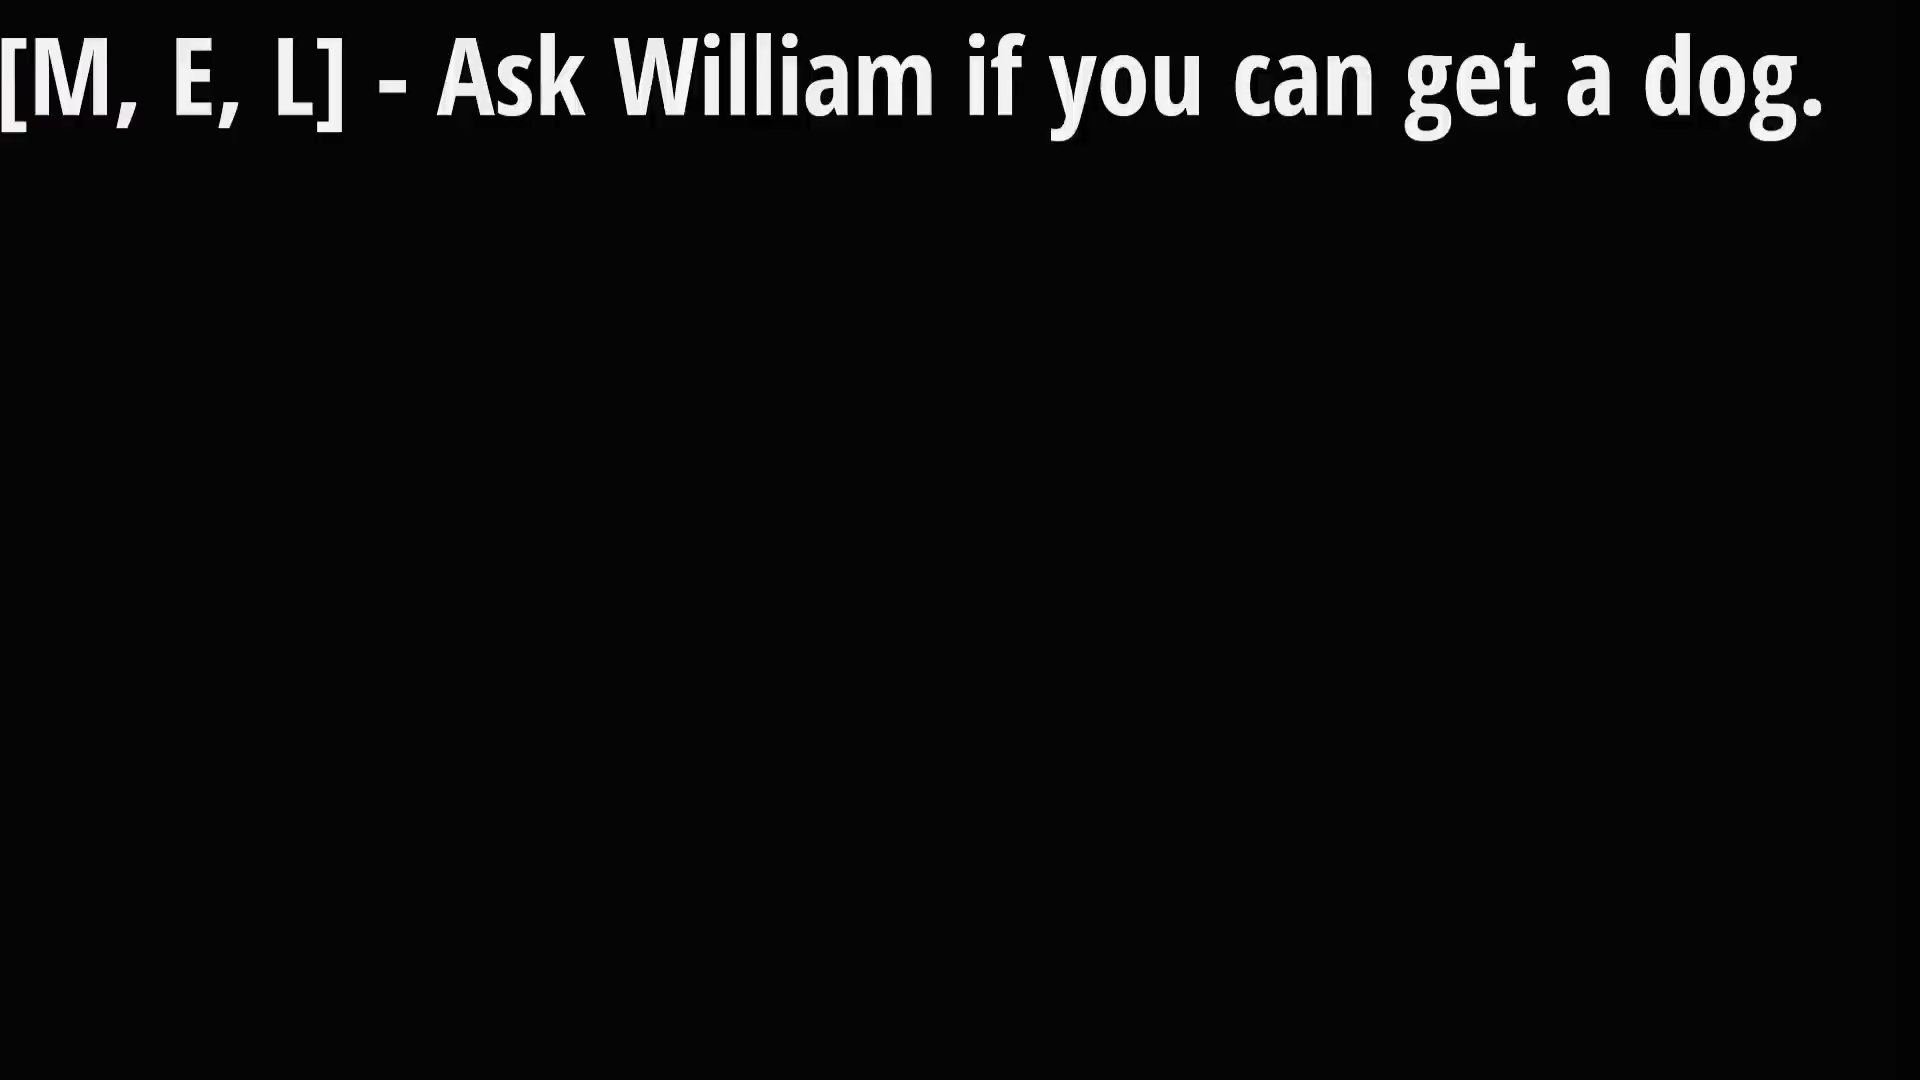 [M, E, L] - Ask William if you can get a dog.